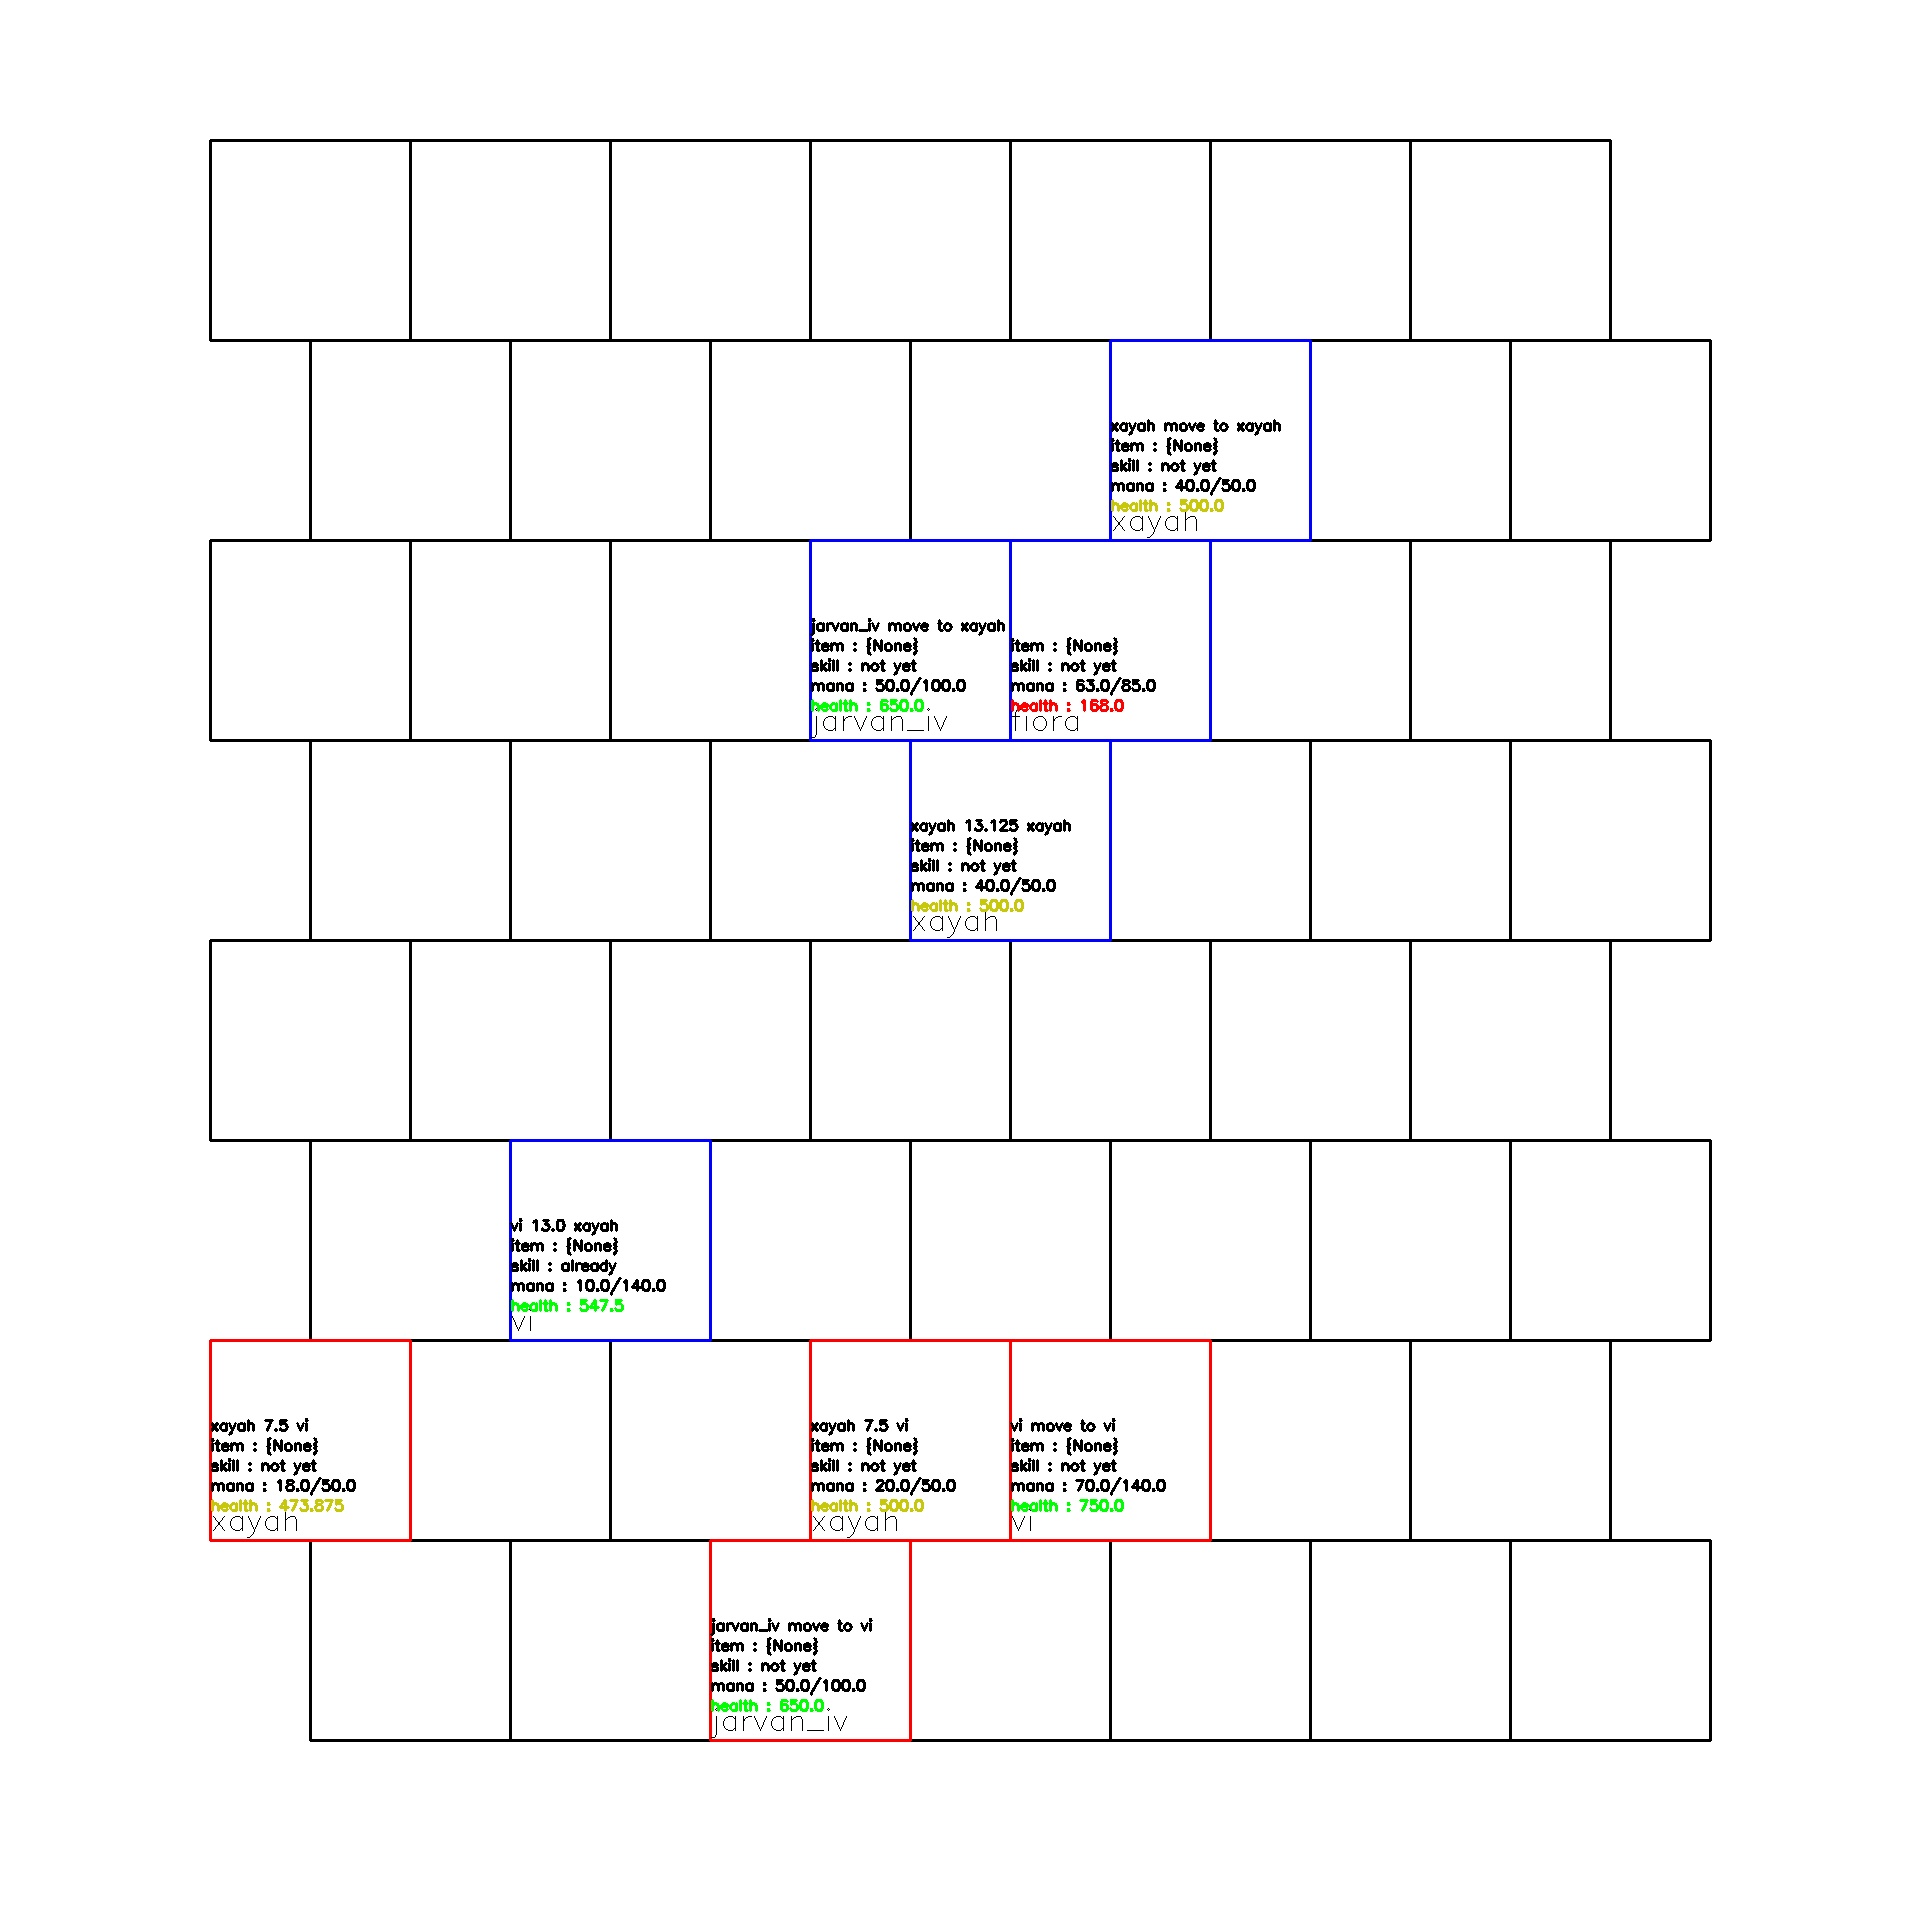 xayah move to xayah
item : {None}
skill : not yet
mana : 40.0/50.0
health : 500.0
xayah
jarvan_iv move to xayah
item : {None}
skill : not yet
mana : 50.0/100.0
health : 650.0
jarvan_iv
item : {None}
skill : not yet
mana : 63.0/85.0
health : 168.0
fiora
xayah 13.125 xayah
item : {None}
skill : not yet
mana : 40.0/50.0
health : 500.0
xayah
vi 13.0 xayah
item : {None}
skill : already
mana : 10.0/140.0
health : 547.5
vi
xayah 7.5 vi
item : {None}
skill : not yet
mana : 18.0/50.0
health : 473.875
xayah
xayah 7.5 vi
item : {None}
skill : not yet
mana : 20.0/50.0
health : 500.0
xayah
vi move to vi
item : {None}
skill : not yet
mana : 70.0/140.0
health : 750.0
vi
jarvan_iv move to vi
item : {None}
skill : not yet
mana : 50.0/100.0
health : 650.0
jarvan_iv